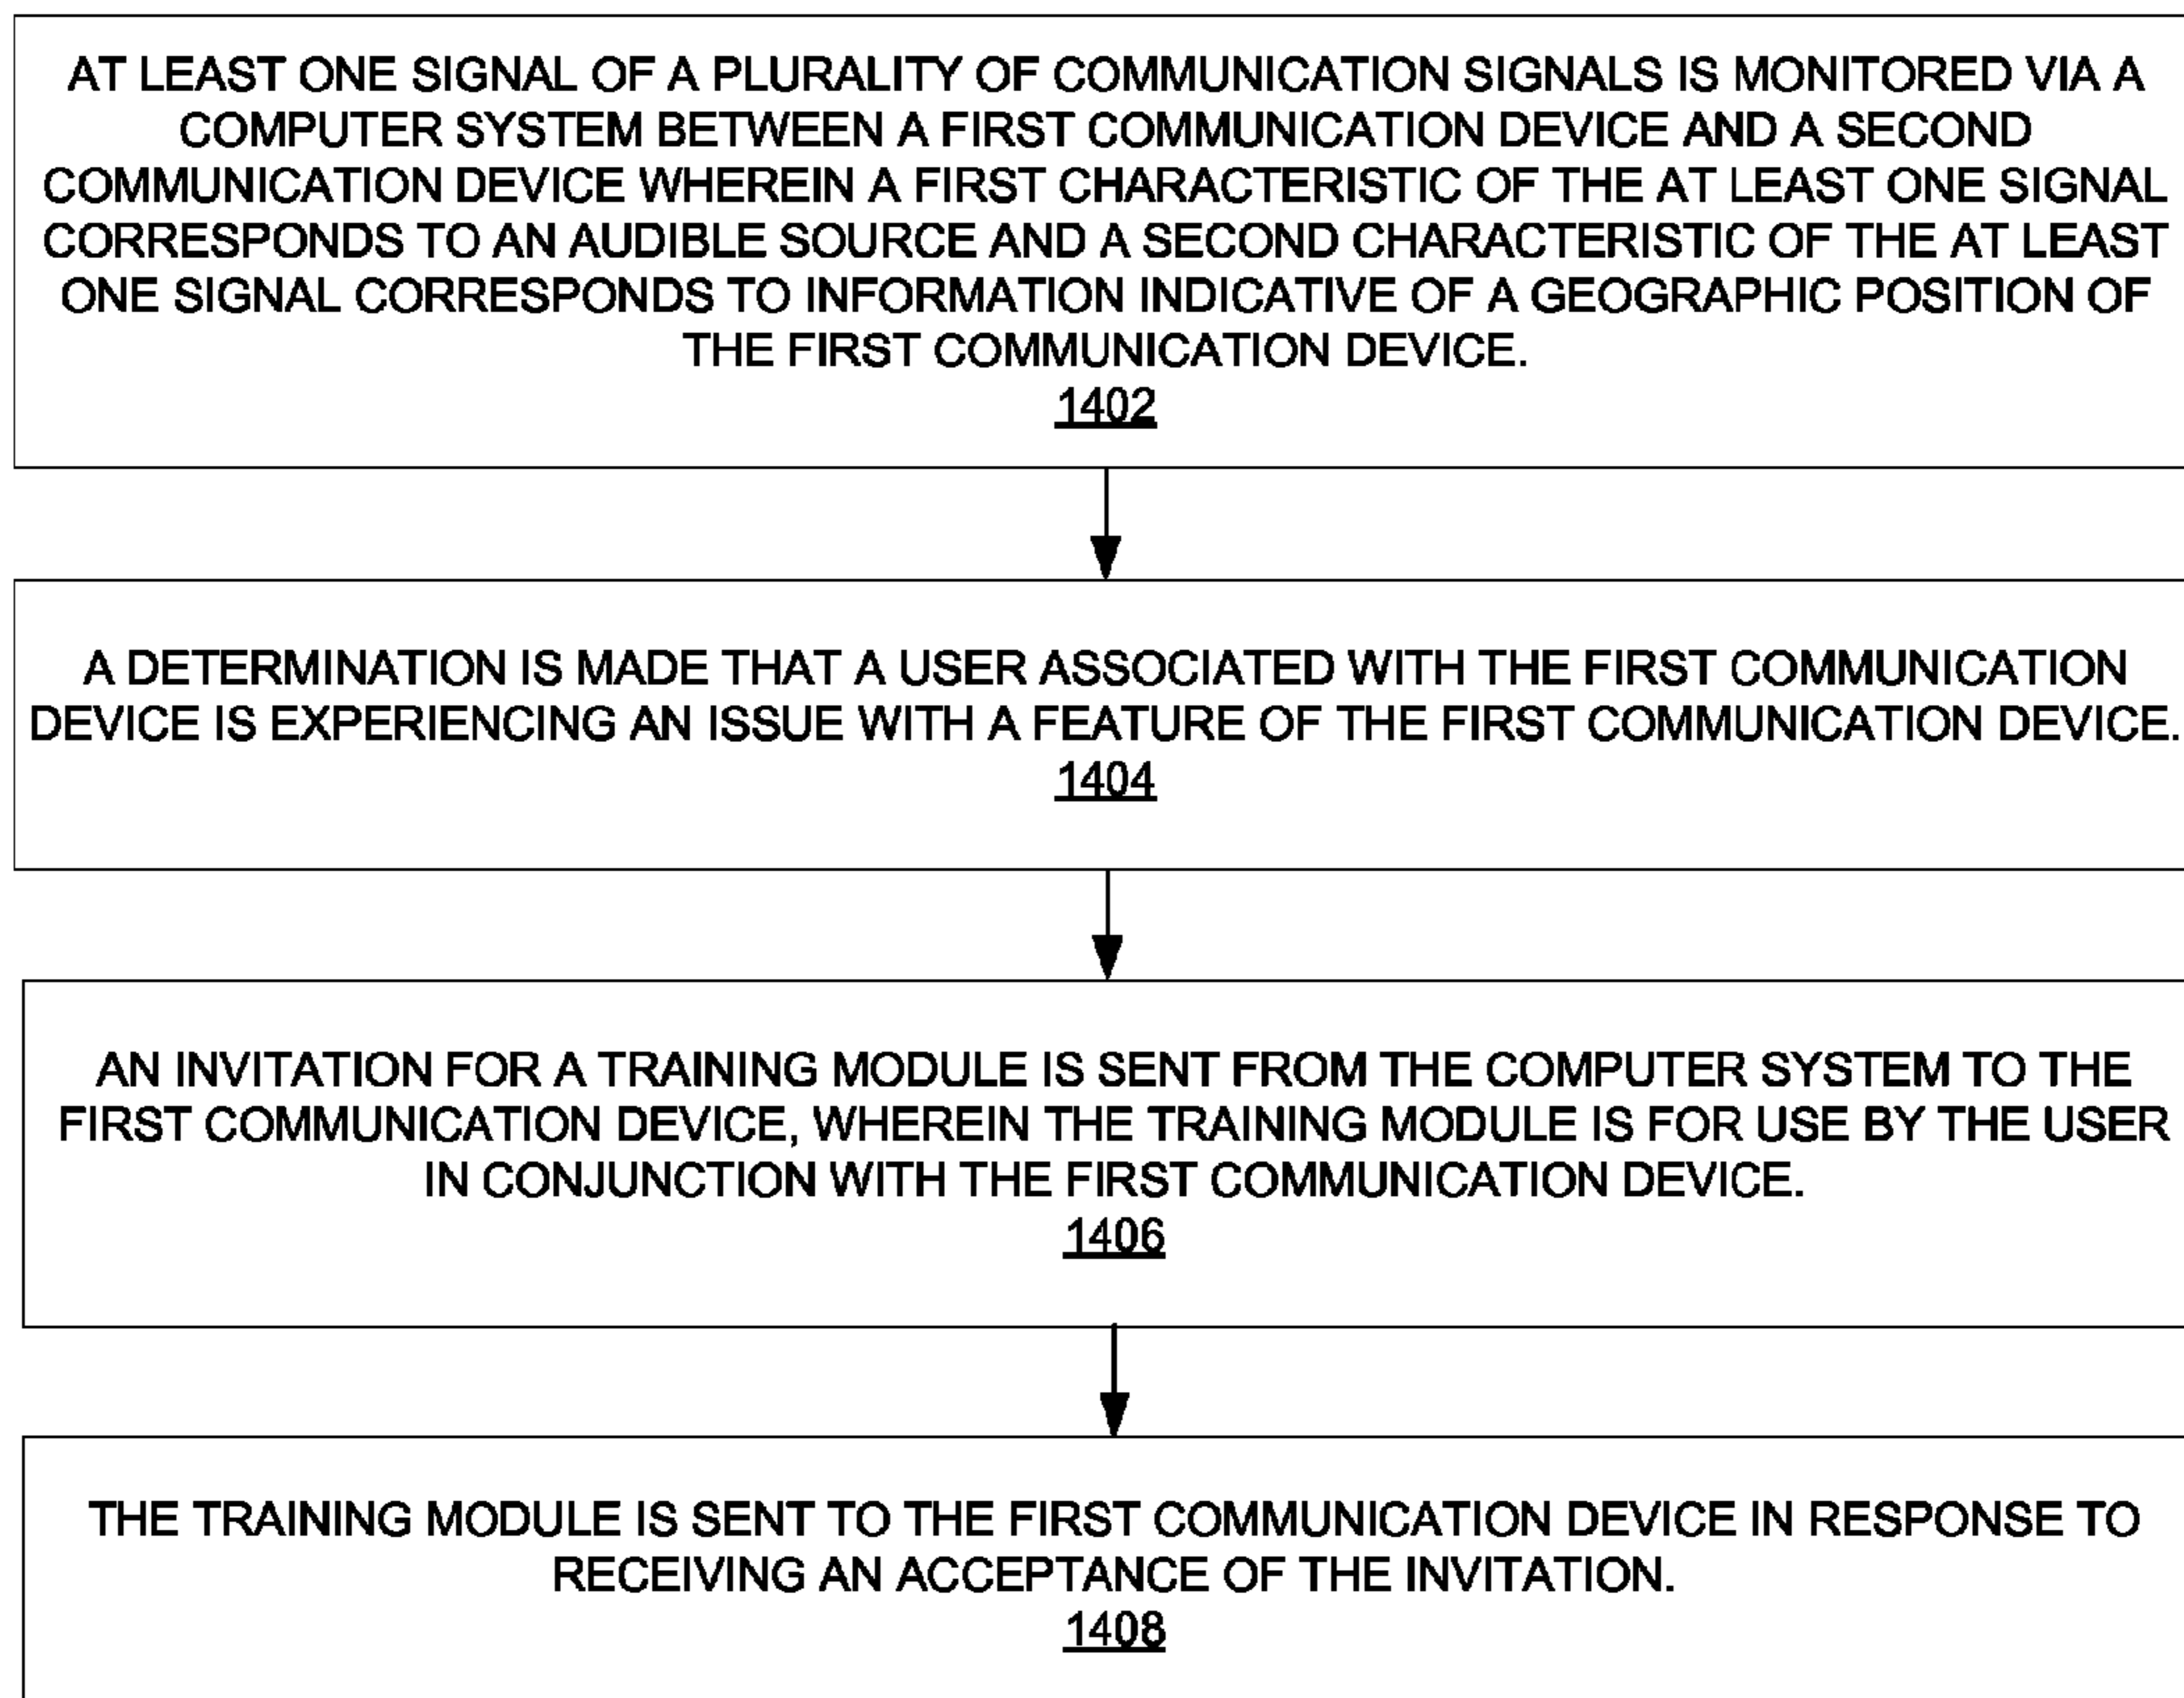 AT LEAST ONE SIGNAL OF A PLURALITY OF COMMUNICATION SIGNALS IS MONITORED VIA A
COMPUTER SYSTEM BETWEEN A FIRST COMMUNICATION DEVICE AND A SECOND
COMMUNICATION DEVICE WHEREIN A FIRST CHARACTERISTIC OF THE AT LEAST ONE SIGNAL
CORRESPONDS TO AN AUDIBLE SOURCE AND A SECOND CHARACTERISTIC OF THE AT LEAST
ONE SIGNAL CORRESPONDS TO INFORMATION INDICATIVE OF A GEOGRAPHIC POSITION OF
THE FIRST COMMUNICATION DEVICE.
1402
A DETERMINATION IS MADE THAT A USER ASSOCIATED WITH THE FIRST COMMUNICATION
DEVICE IS EXPERIENCING AN ISSUE WITH A FEATURE OF THE FIRST COMMUNICATION DEVICE.
1404
AN INVITATION FOR A TRAINING MODULE IS SENT FROM THE COMPUTER SYSTEM TO THE
FIRST COMMUNICATION DEVICE, WHEREIN THE TRAINING MODULE IS FOR USE BY THE USER
IN CONJUNCTION WITH THE FIRST COMMUNICATION DEVICE.
1406
THE TRAINING MODULE IS SENT TO THE FIRST COMMUNICATION DEVICE IN RESPONSE TO
RECEIVING AN ACCEPTANCE OF THE INVITATION.
1408